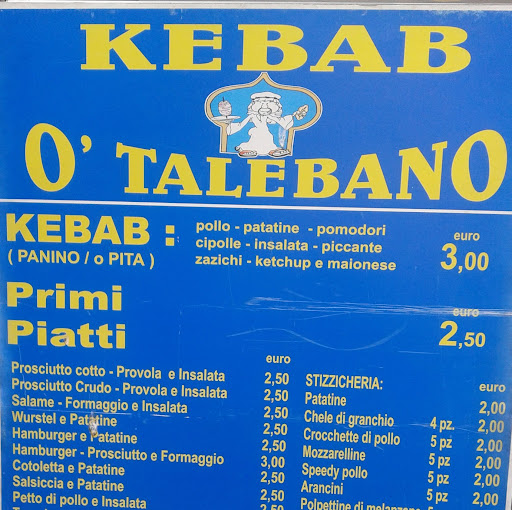 KEBAB
O' TALEBANO
KEBAB :
( PANINO / o PITA )
pollo - patatine - pomodori
cipolle - insalata - piccante
zazichi - ketchup e maionese
euro
3,00
Primi
Piatti
euro
2,50
euro
Prosciutto cotto - Provola e Insalata 2,50
Prosciutto Crudo - Provola e Insalata 2,50
Salame - Formaggio e Insalata 2,50
Wurstel e Patatine 2,50
Hamburger e Patatine 2,50
Hamburger - Prosciutto e Formaggio 3,00
Cotoletta e Patatine 2,50
Salsiccia e Patatine 2,50
Petto di pollo e Insalata 2,50
STIZZICHERIA: euro
Patatine 2,00
Chele di granchio 4 pz. 2,00
Crocchette di pollo 5 pz 2,00
Mozzarelline 5 pz 2,00
Speedy pollo 5 pz 2,00
Arancini 5 pz 2,00
Polpettine di melanzane